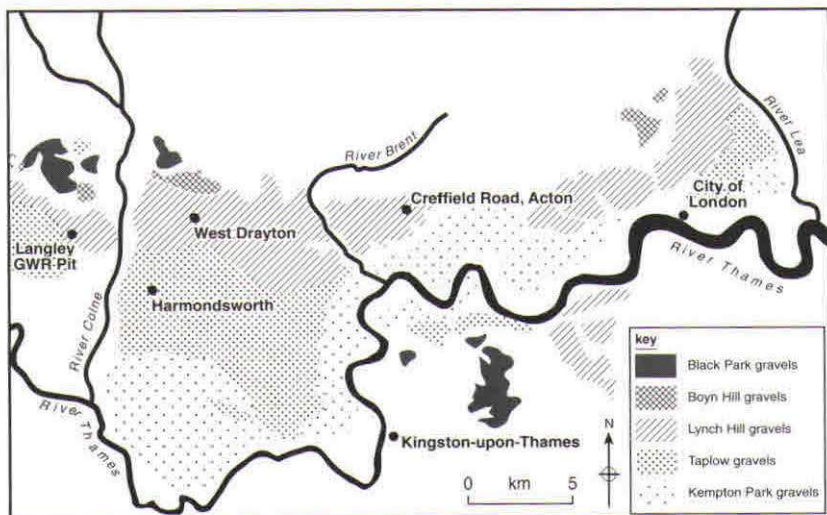 River Lea
River Brent
Creffield Road, Acton
City of
London
West Drayton
Langley
GWR Pit
River Thames
River Colne
Harmondsworth
River Thames
Kingston-upon-Thames
N
0 km 5
key
Black Park gravels
Boyn Hill gravels
Lynch Hill gravels
Taplow gravels
Kempton Park gravels